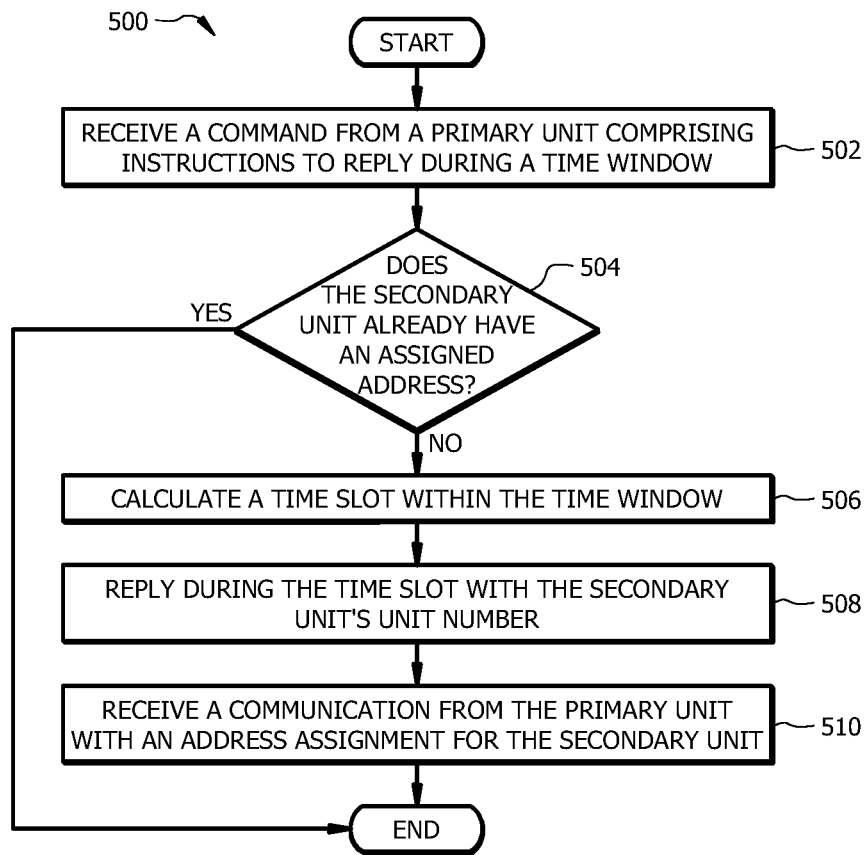 500
START
RECEIVE A COMMAND FROM A PRIMARY UNIT COMPRISING
INSTRUCTIONS TO REPLY DURING A TIME WINDOW
502
DOES
THE SECONDARY
UNIT ALREADY HAVE
AN ASSIGNED
ADDRESS?
504
YES
NO
CALCULATE A TIME SLOT WITHIN THE TIME WINDOW
506
REPLY DURING THE TIME SLOT WITH THE SECONDARY
UNIT'S UNIT NUMBER
508
RECEIVE A COMMUNICATION FROM THE PRIMARY UNIT
WITH AN ADDRESS ASSIGNMENT FOR THE SECONDARY UNIT
510
END